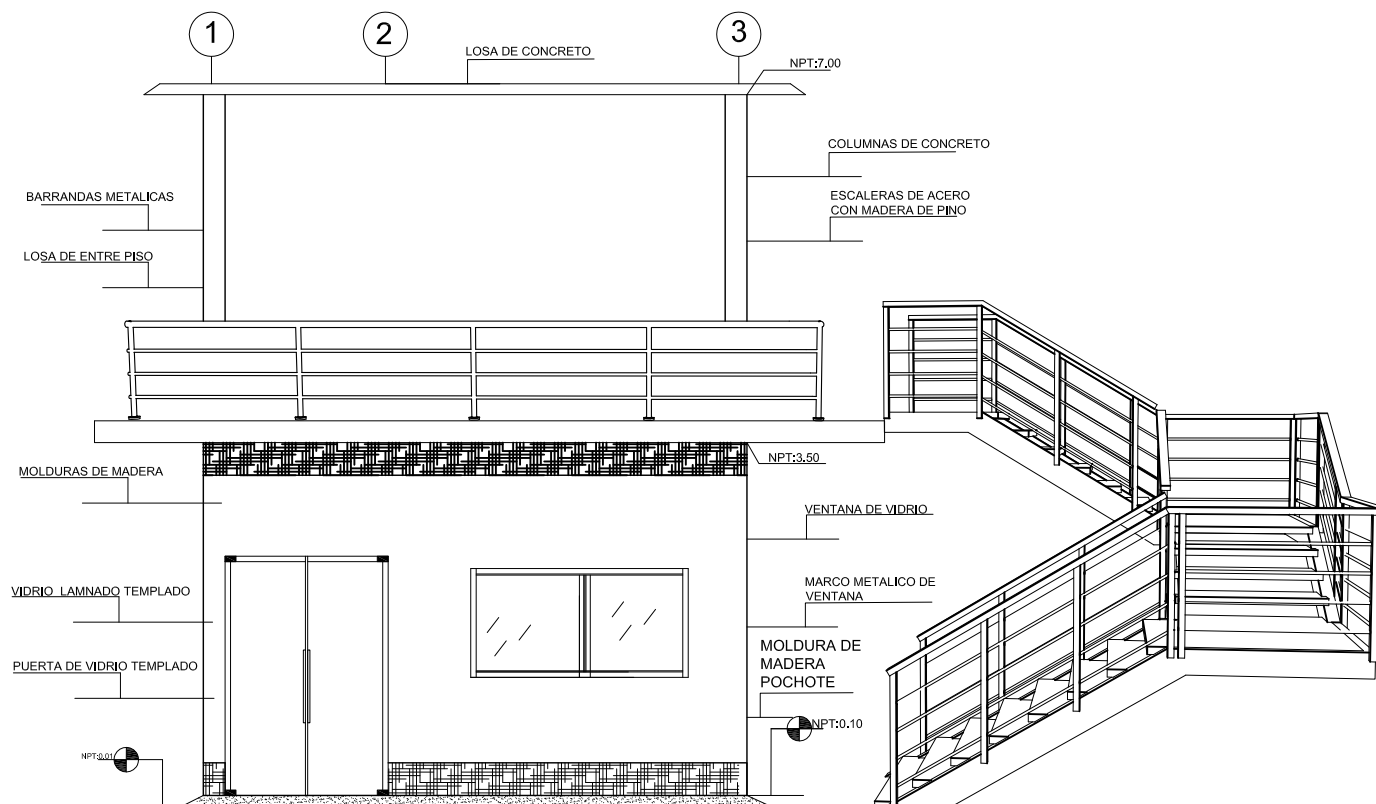 1
2
3
LOSA DE CONCRETO
NPT:7.00
COLUMNAS DE CONCRETO
BARRANDAS METALICAS
ESCALERAS DE ACERO
CON MADERA DE PINO
LOSA DE ENTRE PISO
NPT:3.50
MOLDURAS DE MADERA
VENTANA DE VIDRIO
VIDRIO LAMNADO TEMPLADO
MARCO METALICO DE
VENTANA
PUERTA DE VIDRIO TEMPLADO
MOLDURA DE
MADERA
POCHOTE
NPT:0.10
NPT:0.01